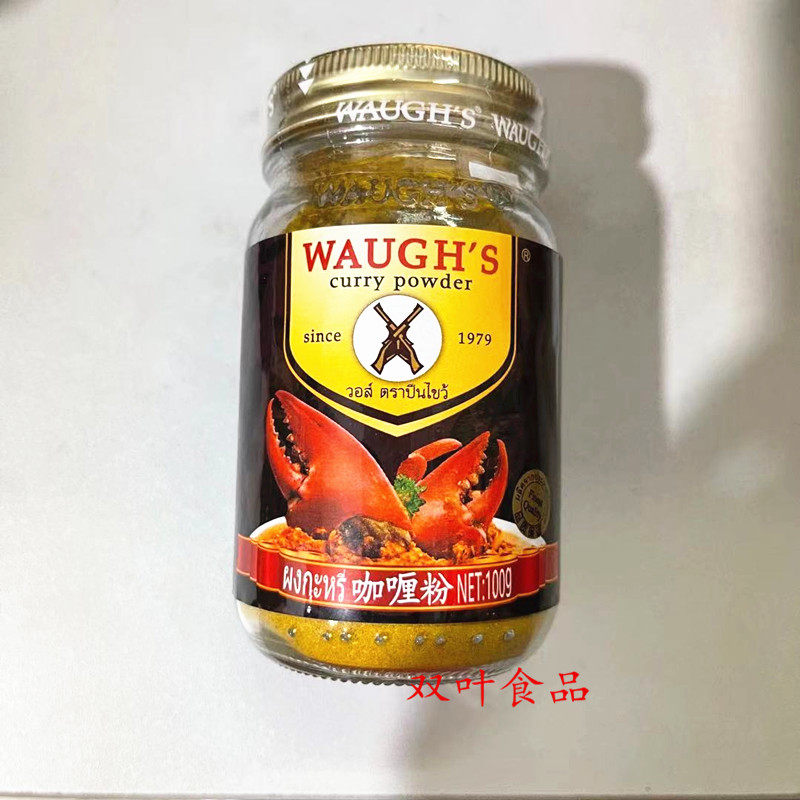 WAUGH'S® WAUGH'S
WAUGH'S®
WAUGH'S ®
curry powder
since 1979
วอส์ ตราปืนไขว้
ผงกะหรี่ 咖喱粉 NET:100g
双叶食品